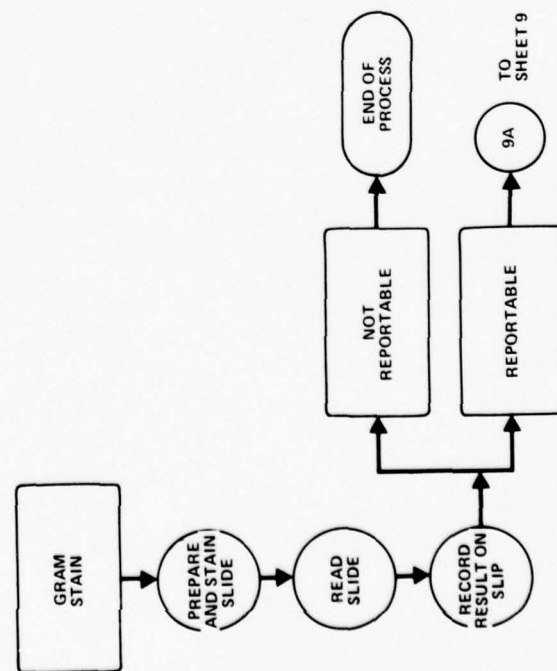 GRAM
STAIN
PREPARE
AND STAIN
SLIDE
READ
SLIDE
RECORD
RESULT ON
SLIP
NOT
REPORTABLE
END OF
PROCESS
REPORTABLE
9A
TO
SHEET 9